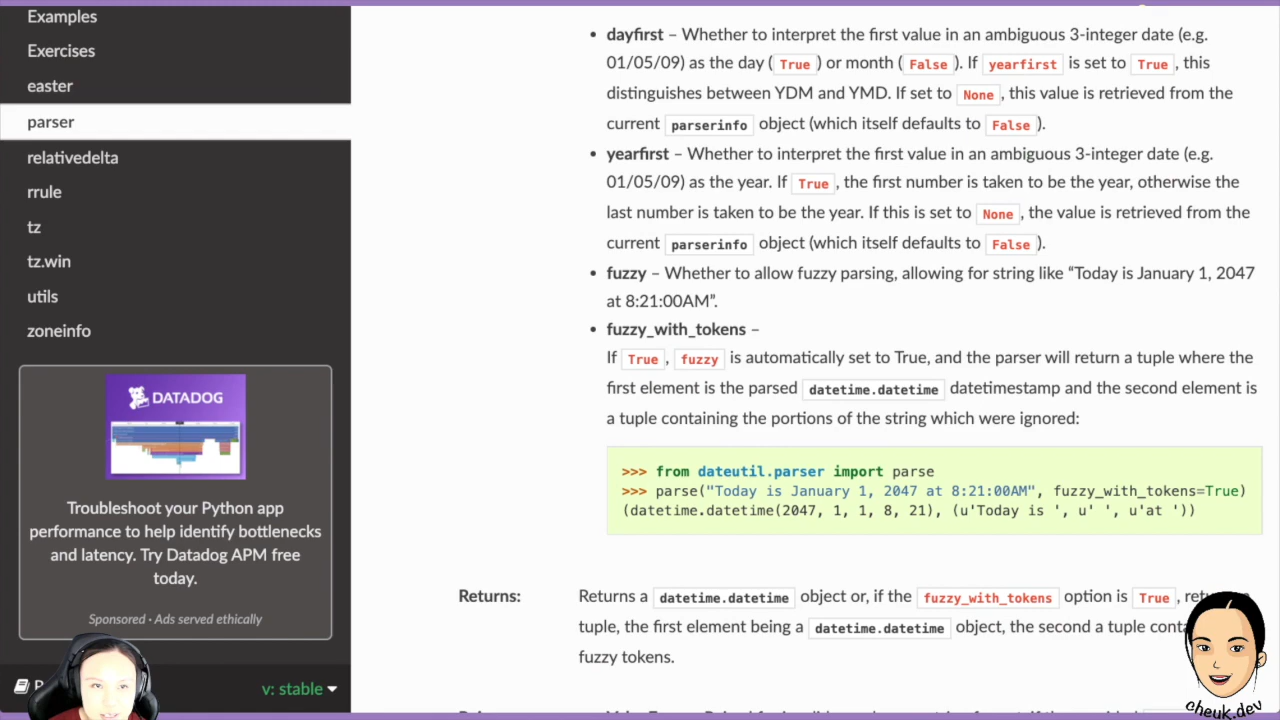 Examples
Exercises
easter
parser
relativedelta
rrule
tz
tz.win
utils
zoneinfo
DATADOG
Troubleshoot your Python app
performance to help identify bottlenecks
and latency. Try Datadog APM free
today.
Sponsored · Ads served ethically
v: stable
• dayfirst – Whether to interpret the first value in an ambiguous 3-integer date (e.g.
01/05/09) as the day ( True ) or month ( False ). If yearfirst is set to True , this
distinguishes between YDM and YMD. If set to None , this value is retrieved from the
current parserinfo object (which itself defaults to False ).
• yearfirst – Whether to interpret the first value in an ambiguous 3-integer date (e.g.
01/05/09) as the year. If True , the first number is taken to be the year, otherwise the
last number is taken to be the year. If this is set to None , the value is retrieved from the
current parserinfo object (which itself defaults to False ).
• fuzzy – Whether to allow fuzzy parsing, allowing for string like “Today is January 1, 2047
at 8:21:00AM”.
• fuzzy_with_tokens –
If True , fuzzy is automatically set to True, and the parser will return a tuple where the
first element is the parsed datetime.datetime datetimestamp and the second element is
a tuple containing the portions of the string which were ignored:
>>> from dateutil.parser import parse
>>> parse("Today is January 1, 2047 at 8:21:00AM", fuzzy_with_tokens=True)
(datetime.datetime(2047, 1, 1, 8, 21), (u'Today is ', u' ', u'at '))
Returns: Returns a datetime.datetime object or, if the fuzzy_with_tokens option is True ,
tuple, the first element being a datetime.datetime object, the second a tuple
fuzzy tokens.
cheuk.dev